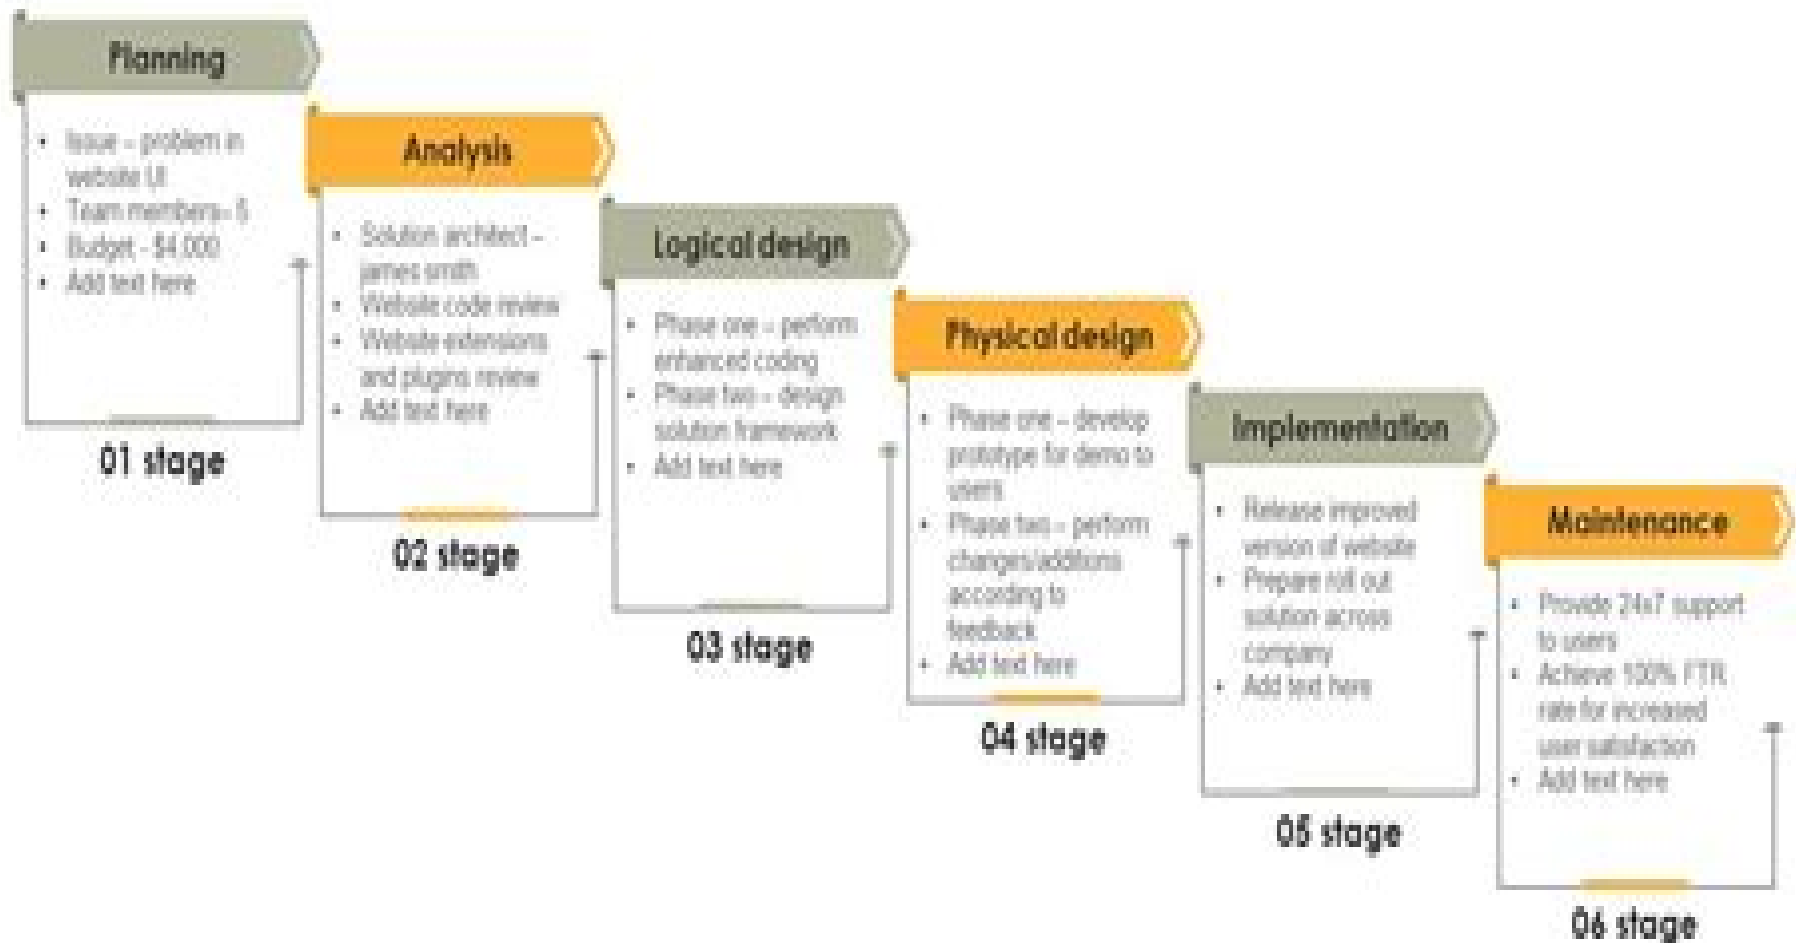 Planning
• Issue – problem in
website UI
• Team members– 5
• Budget - $4,000
• Add text here
01 stage
Analysis
• Solution architect –
james smith
• Website code review
• Website extensions
and plugins review
• Add text here
02 stage
Logical design
• Phase one – perform
enhanced coding
• Phase two – design
solution framework
• Add text here
03 stage
Physical design
• Phase one – develop
prototype for demo to
users
• Phase two – perform
changes/additions
according to
feedback
• Add text here
04 stage
Implementation
• Release improved
version of website
• Prepare roll out
solution across
company
• Add text here
05 stage
Maintenance
• Provide 24x7 support
to users
• Achieve 100% FTR
rate for increased
user satisfaction
• Add text here
06 stage